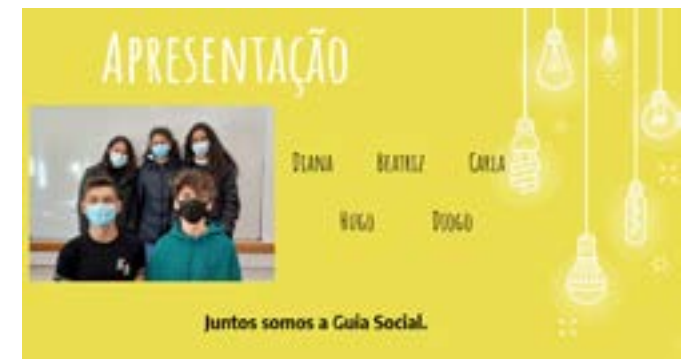 Apresentação
Diana Beatriz Carla
Hugo Diogo
Juntos somos a Guia Social.